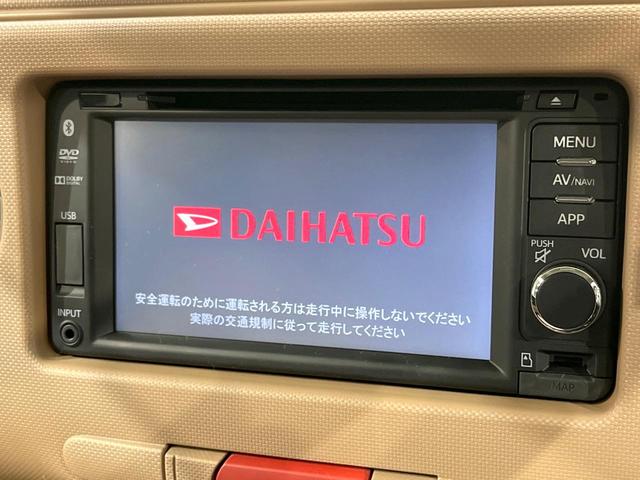 DVD
VIDEO
DOLBY
DIGITAL
USB
INPUT
DAIHATSU
安全運転のために運転される方は走行中に操作しないでください
実際の交通規制に従って走行してください
MENU
AV/NAVI
APP
PUSH
VOL
MAP